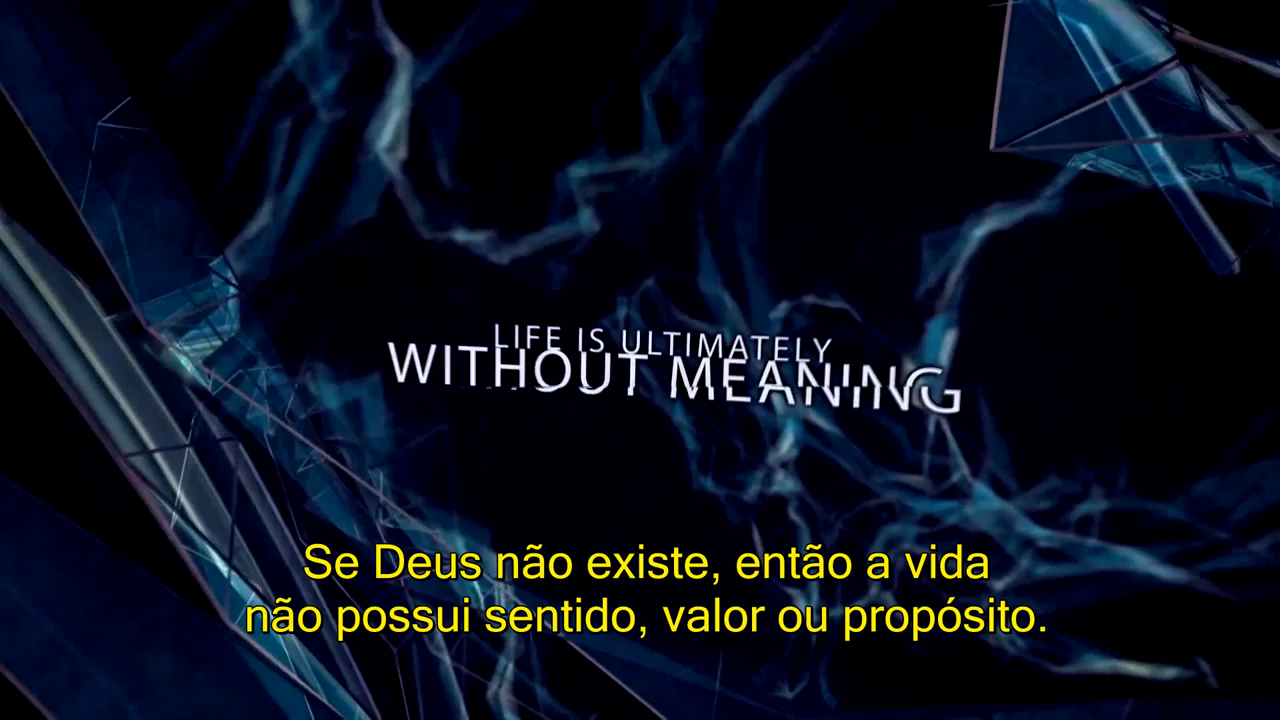 LIFE IS ULTIMATELY
WITHOUT MEANING
Se Deus não existe, então a vida
não possui sentido, valor ou propósito.